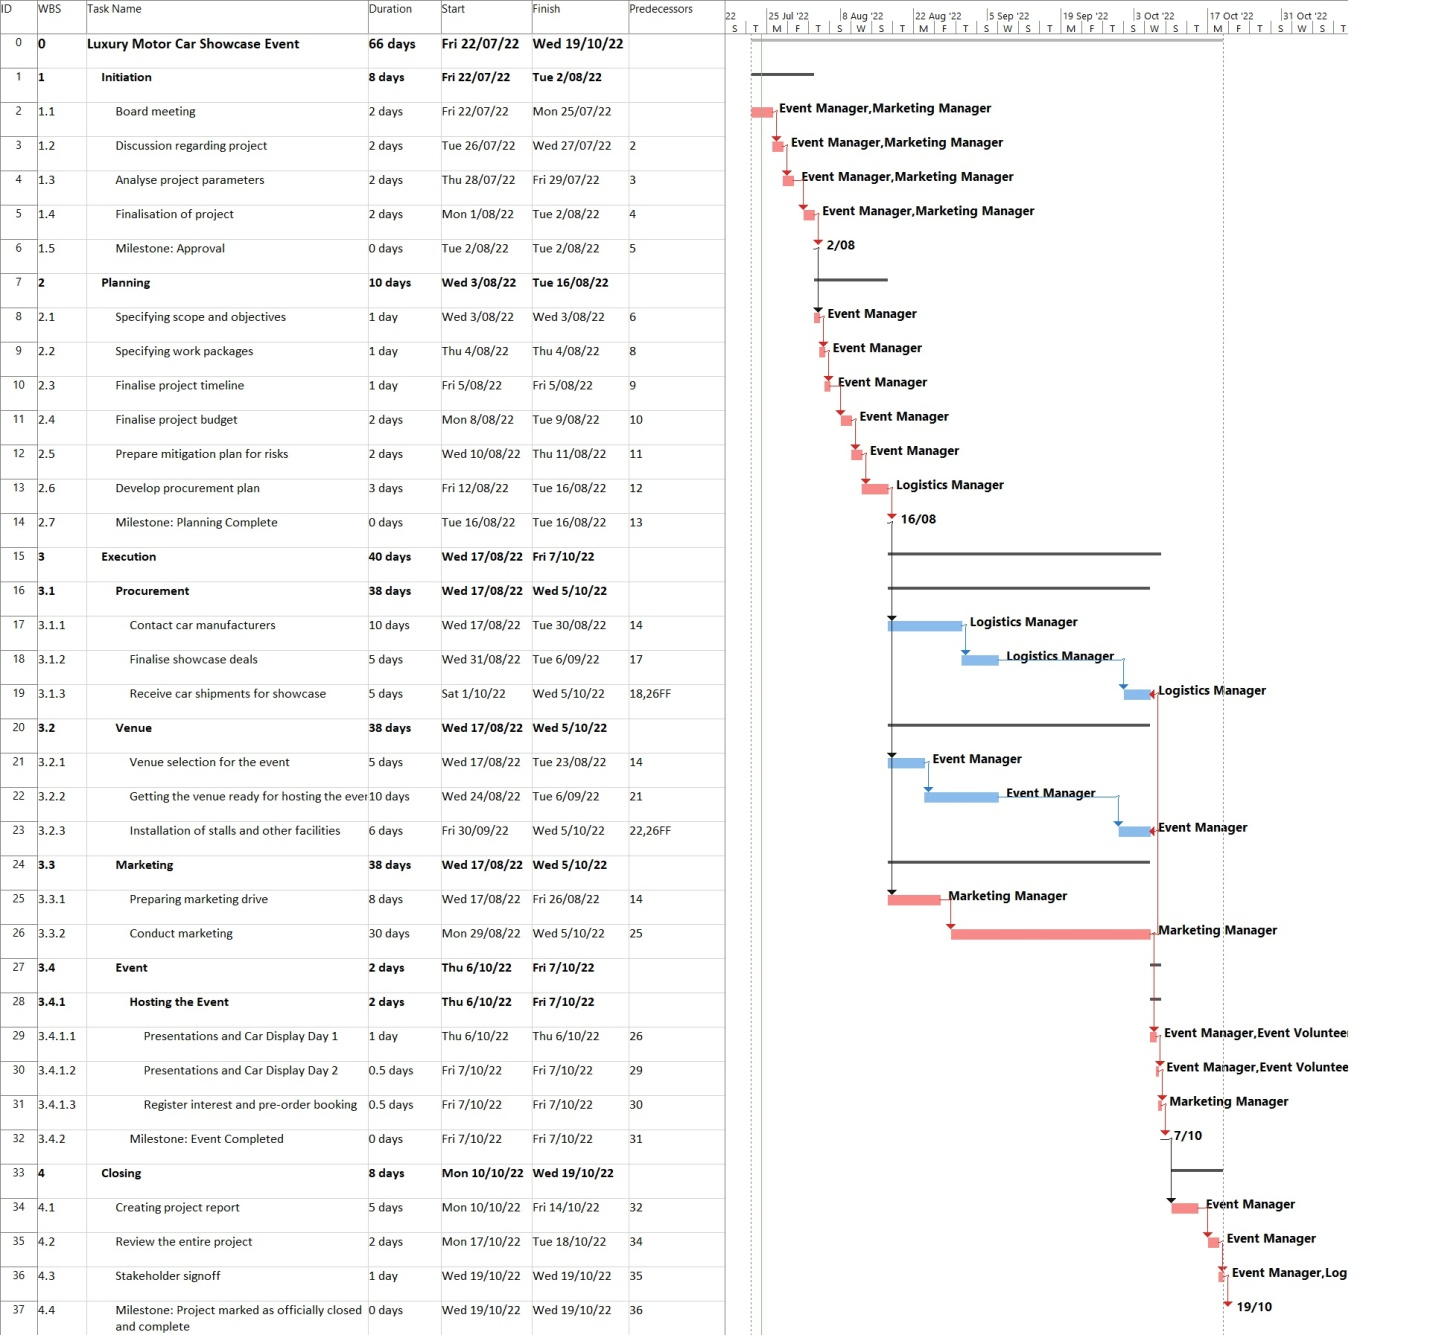 ID WBS Task Name Duration Start Finish Predecessors 22 25 Jul '22 8 Aug '22 22 Aug '22 5 Sep '22 19 Sep '22 3 Oct '22 17 Oct '22 31 Oct '22
S T M F T S W S T M F T S W S T M F T S W S T M F T S W S
0 0 Luxury Motor Car Showcase Event 66 days Fri 22/07/22 Wed 19/10/22
1 1 Initiation 8 days Fri 22/07/22 Tue 2/08/22
2 1.1 Board meeting 2 days Fri 22/07/22 Mon 25/07/22 Event Manager,Marketing Manager
3 1.2 Discussion regarding project 2 days Tue 26/07/22 Wed 27/07/22 2 Event Manager,Marketing Manager
4 1.3 Analyse project parameters 2 days Thu 28/07/22 Fri 29/07/22 3 Event Manager,Marketing Manager
5 1.4 Finalisation of project 2 days Mon 1/08/22 Tue 2/08/22 4 Event Manager,Marketing Manager
6 1.5 Milestone: Approval 0 days Tue 2/08/22 Tue 2/08/22 5 2/08
7 2 Planning 10 days Wed 3/08/22 Tue 16/08/22
8 2.1 Specifying scope and objectives 1 day Wed 3/08/22 Wed 3/08/22 6 Event Manager
9 2.2 Specifying work packages 1 day Thu 4/08/22 Thu 4/08/22 8 Event Manager
10 2.3 Finalise project timeline 1 day Fri 5/08/22 Fri 5/08/22 9 Event Manager
11 2.4 Finalise project budget 2 days Mon 8/08/22 Tue 9/08/22 10 Event Manager
12 2.5 Prepare mitigation plan for risks 2 days Wed 10/08/22 Thu 11/08/22 11 Event Manager
13 2.6 Develop procurement plan 3 days Fri 12/08/22 Tue 16/08/22 12 Logistics Manager
14 2.7 Milestone: Planning Complete 0 days Tue 16/08/22 Tue 16/08/22 13 16/08
15 3 Execution 40 days Wed 17/08/22 Fri 7/10/22
16 3.1 Procurement 38 days Wed 17/08/22 Wed 5/10/22
17 3.1.1 Contact car manufacturers 10 days Wed 17/08/22 Tue 30/08/22 14 Logistics Manager
18 3.1.2 Finalise showcase deals 5 days Wed 31/08/22 Tue 6/09/22 17 Logistics Manager
19 3.1.3 Receive car shipments for showcase 5 days Sat 1/10/22 Wed 5/10/22 18,26FF Logistics Manager
20 3.2 Venue 38 days Wed 17/08/22 Wed 5/10/22
21 3.2.1 Venue selection for the event 5 days Wed 17/08/22 Tue 23/08/22 14 Event Manager
22 3.2.2 Getting the venue ready for hosting the ever 10 days Wed 24/08/22 Tue 6/09/22 21 Event Manager
23 3.2.3 Installation of stalls and other facilities 6 days Fri 30/09/22 Wed 5/10/22 22,26FF Event Manager
24 3.3 Marketing 38 days Wed 17/08/22 Wed 5/10/22
25 3.3.1 Preparing marketing drive 8 days Wed 17/08/22 Fri 26/08/22 14 Marketing Manager
26 3.3.2 Conduct marketing 30 days Mon 29/08/22 Wed 5/10/22 25 Marketing Manager
27 3.4 Event 2 days Thu 6/10/22 Fri 7/10/22
28 3.4.1 Hosting the Event 2 days Thu 6/10/22 Fri 7/10/22
29 3.4.1.1 Presentations and Car Display Day 1 1 day Thu 6/10/22 Thu 6/10/22 26 Event Manager,Event Voluntee
30 3.4.1.2 Presentations and Car Display Day 2 0.5 days Fri 7/10/22 Fri 7/10/22 29 Event Manager,Event Voluntee
31 3.4.1.3 Register interest and pre-order booking 0.5 days Fri 7/10/22 Fri 7/10/22 30 Marketing Manager
32 3.4.2 Milestone: Event Completed 0 days Fri 7/10/22 Fri 7/10/22 31 7/10
33 4 Closing 8 days Mon 10/10/22 Wed 19/10/22
34 4.1 Creating project report 5 days Mon 10/10/22 Fri 14/10/22 32 Event Manager
35 4.2 Review the entire project 2 days Mon 17/10/22 Tue 18/10/22 34 Event Manager
36 4.3 Stakeholder signoff 1 day Wed 19/10/22 Wed 19/10/22 35 Event Manager,Log
37 4.4 Milestone: Project marked as officially closed 0 days Wed 19/10/22 Wed 19/10/22 36 19/10
and complete